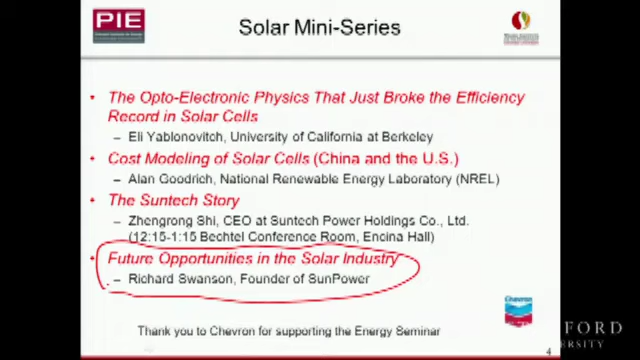 PIE
Solar Mini-Series
• The Opto-Electronic Physics That Just Broke the Efficiency
Record in Solar Cells
– Eli Yablonovitch, University of California at Berkeley
• Cost Modeling of Solar Cells (China and the U.S.)
– Alan Goodrich, National Renewable Energy Laboratory (NREL)
• The Suntech Story
– Zhengrong Shi, CEO at Suntech Power Holdings Co., Ltd.
(12:15-1:15 Bechtel Conference Room, Encina Hall)
• Future Opportunities in the Solar Industry
– Richard Swanson, Founder of SunPower
Chevron
Thank you to Chevron for supporting the Energy Seminar
4